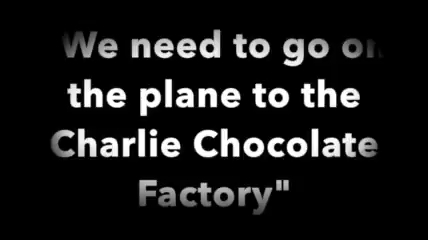 We need to go on
the plane to the
Charlie Chocolate
Factory"